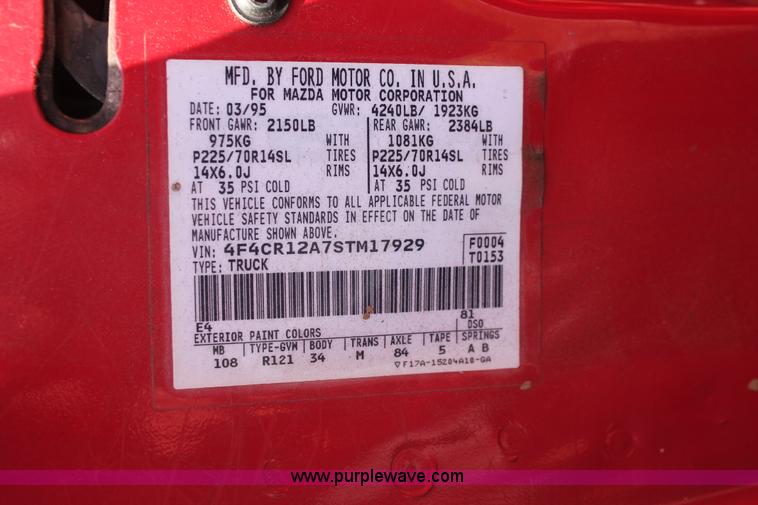 MFD. BY FORD MOTOR CO. IN U.S.A.
FOR MAZDA MOTOR CORPORATION
DATE: 03/95 GVWR: 4240LB/ 1923KG
FRONT GAWR: 2150LB REAR GAWR: 2384LB
975KG WITH 1081KG WITH
P225/70R14SL TIRES P225/70R14SL TIRES
14X6.0J RIMS 14X6.0J RIMS
AT 35 PSI COLD AT 35 PSI COLD
THIS VEHICLE CONFORMS TO ALL APPLICABLE FEDERAL MOTOR
VEHICLE SAFETY STANDARDS IN EFFECT ON THE DATE OF
MANUFACTURE SHOWN ABOVE.
VIN: 4F4CR12A7STM17929 F0004
TYPE: TRUCK T0153
E4 81
EXTERIOR PAINT COLORS DSO
WB TYPE-GVM BODY TRANS AXLE TAPE SPRINGS
108 R121 34 M 84 5 A B
▽ F17A-15204A10-GA
www.purplewave.com